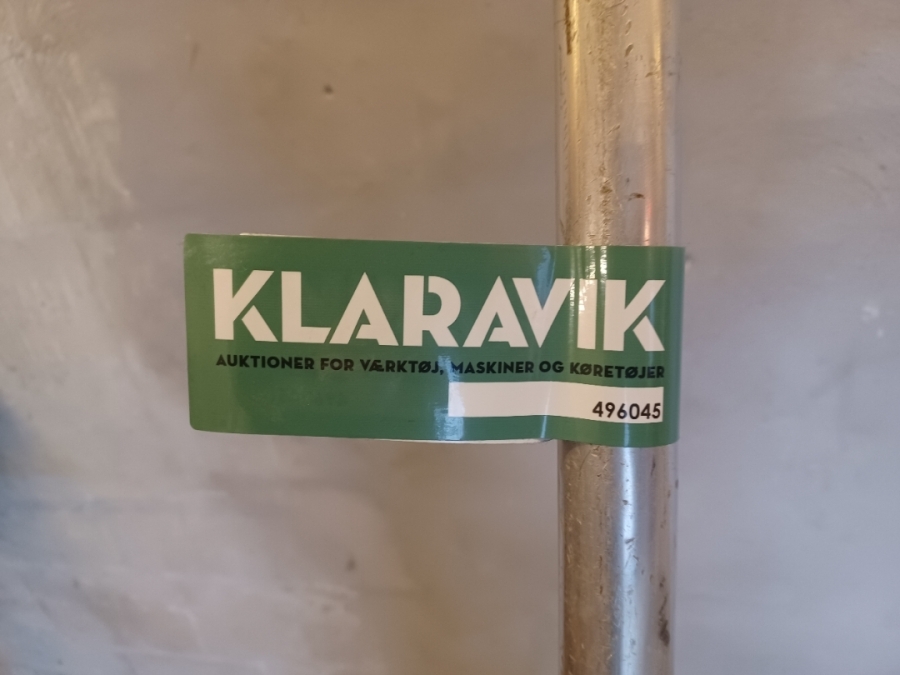 KLARAVIK
AUKTIONER FOR VÆRKTØJ, MASKINER OG KØRETØJER
496045